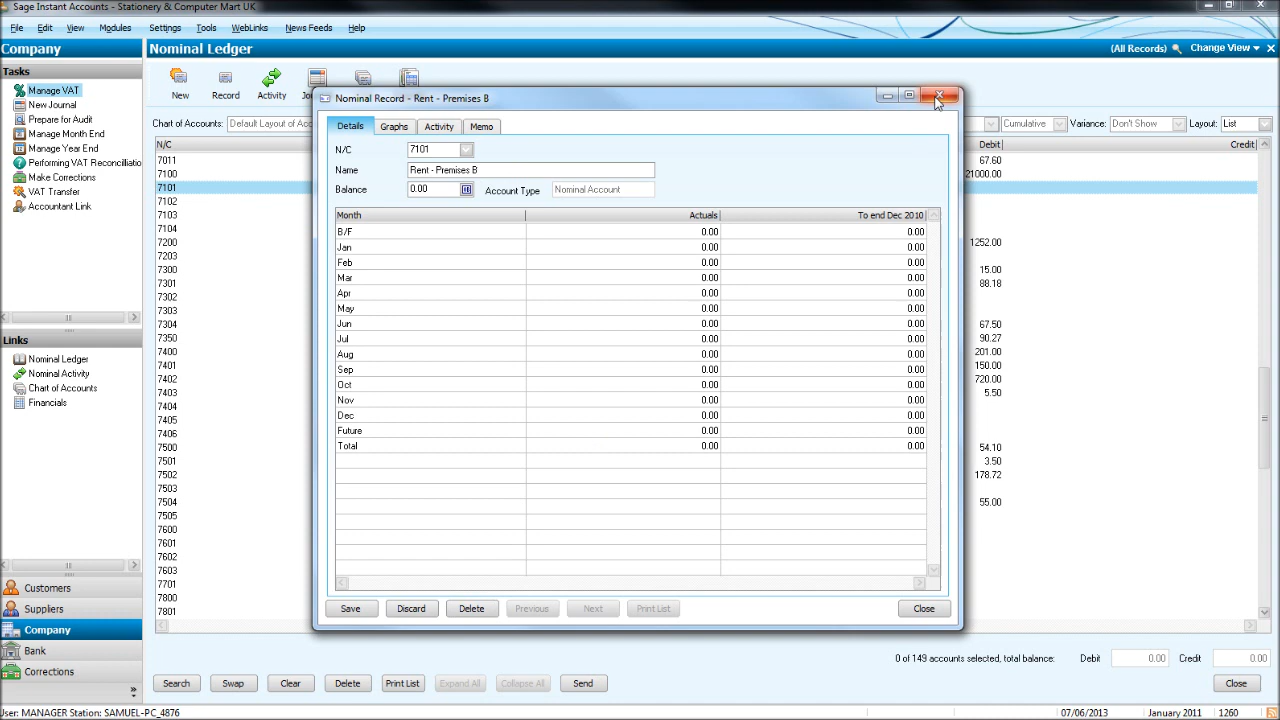 Sage Instant Accounts - Stationery & Computer Mart UK
File Edit View Modules Settings Tools WebLinks News Feeds Help
Company
Nominal Ledger
(All Records) Change View
Tasks
Manage VAT
New Journal
Prepare for Audit
Manage Month End
Manage Year End
Performing VAT Reconciliatio
Make Corrections
VAT Transfer
Accountant Link
Links
Nominal Ledger
Nominal Activity
Chart of Accounts
Financials
Customers
Suppliers
Company
Bank
Corrections
New Record Activity
Chart of Accounts: Default Layout of Acc
Cumulative Variance: Don't Show Layout: List
N/C Debit Credit
7011 67.60
7100 21000.00
7101
7102
7103
7104
7200 1252.00
7203
7300 15.00
7301 88.18
7302
7303
7304 67.50
7350 90.27
7400 201.00
7401 150.00
7402 720.00
7403 5.50
7404
7405
7406
7500 54.10
7501 3.50
7502 178.72
7503
7504 55.00
7505
7600
7601
7602
7603
7701
7800
7801
Nominal Record - Rent - Premises B
Details Graphs Activity Memo
N/C 7101
Name Rent - Premises B
Balance 0.00 Account Type Nominal Account
Month Actuals To end Dec 2010
B/F 0.00 0.00
Jan 0.00 0.00
Feb 0.00 0.00
Mar 0.00 0.00
Apr 0.00 0.00
May 0.00 0.00
Jun 0.00 0.00
Jul 0.00 0.00
Aug 0.00 0.00
Sep 0.00 0.00
Oct 0.00 0.00
Nov 0.00 0.00
Dec 0.00 0.00
Future 0.00 0.00
Total 0.00 0.00
Save Discard Delete Previous Next Print List Close
0 of 149 accounts selected, total balance: Debit 0.00 Credit 0.00
Search Swap Clear Delete Print List Expand All Collapse All Send Close
User: MANAGER Station: SAMUEL-PC_4876 07/06/2013 January 2011 1260